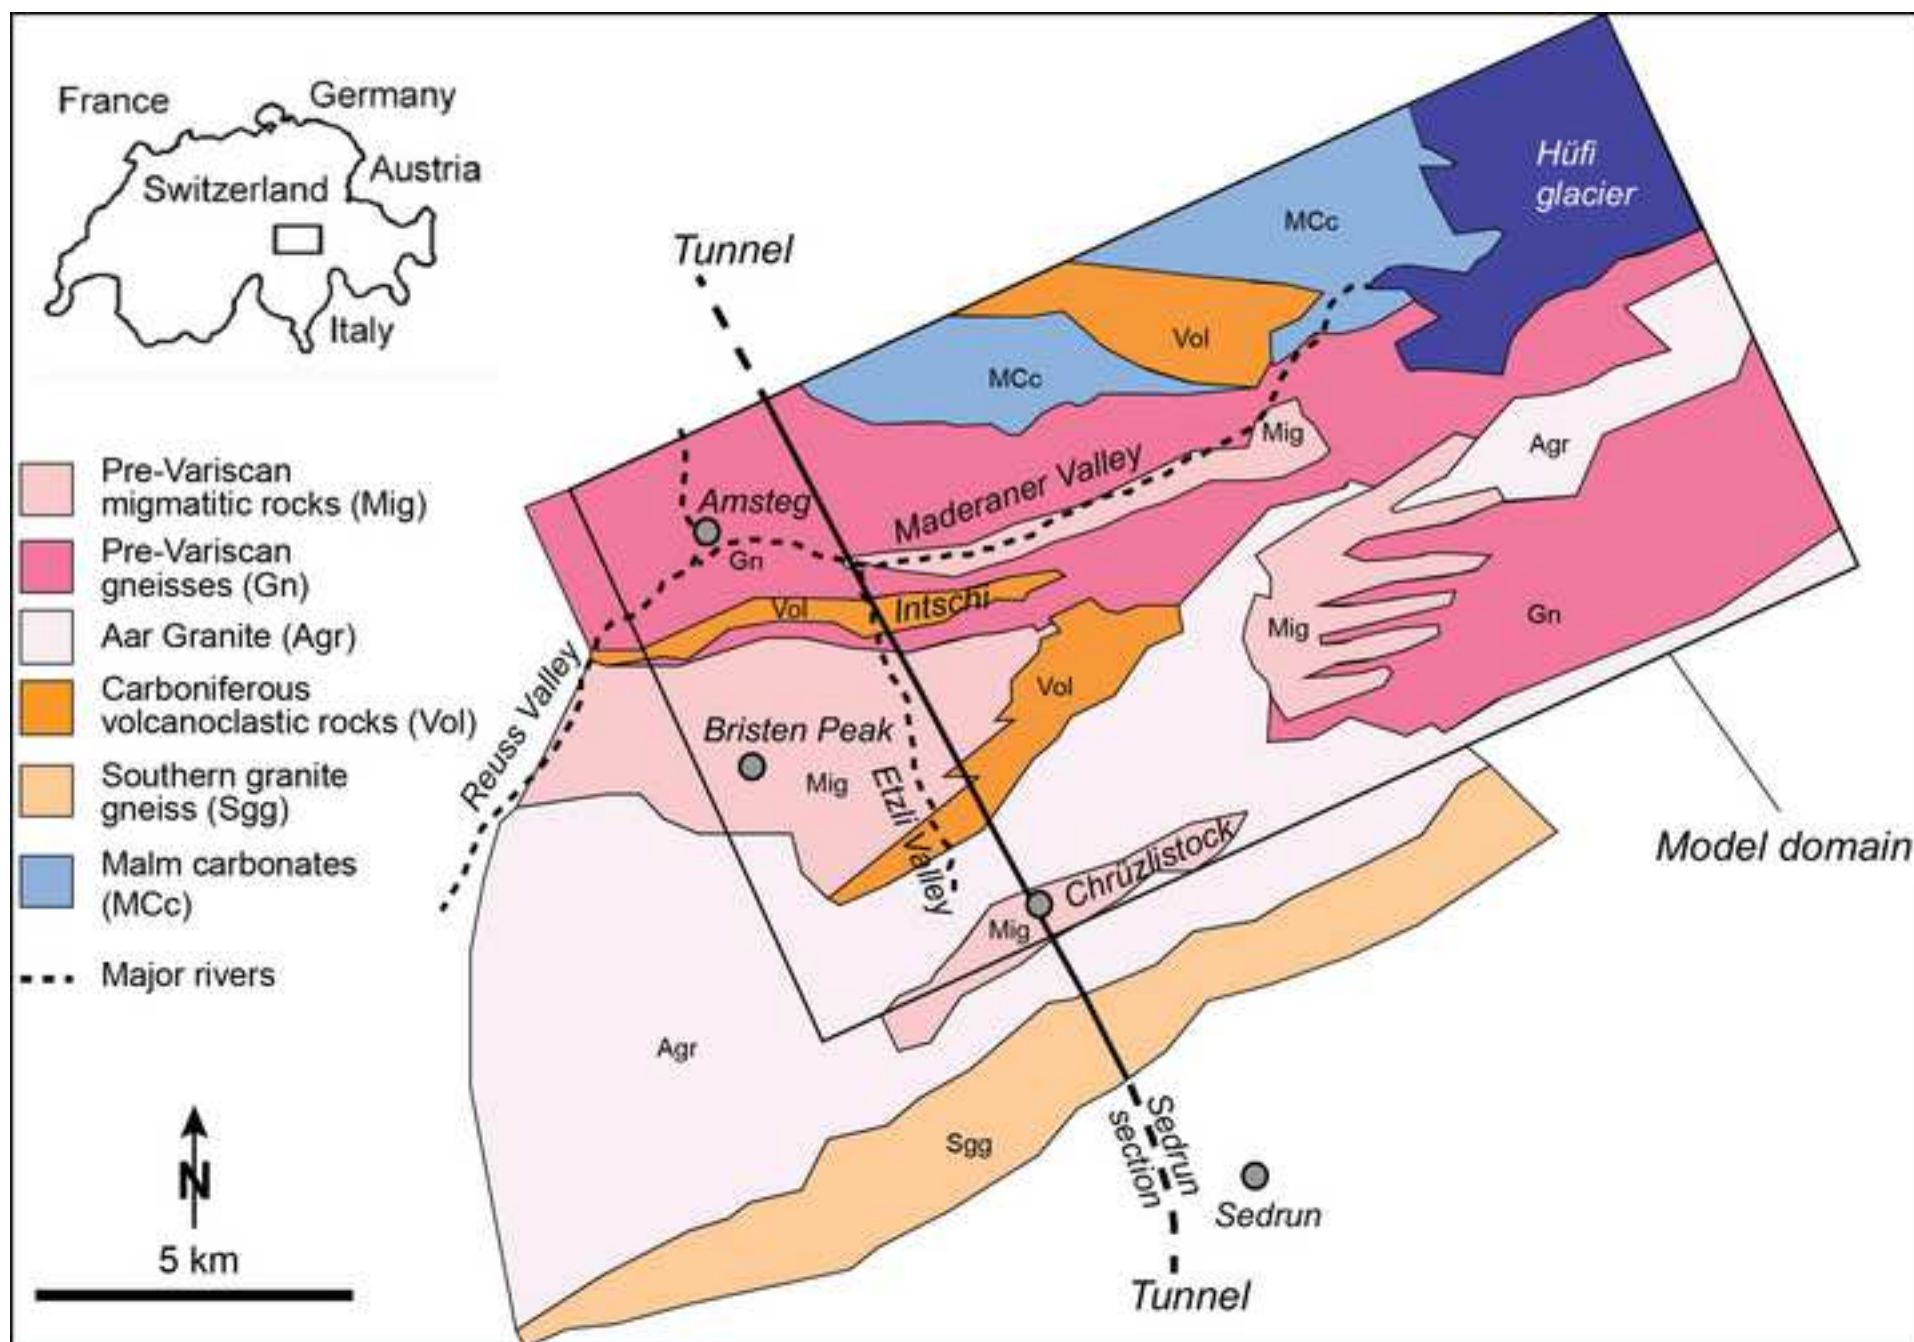 France
Germany
Switzerland
Austria
Italy
Pre-Variscan
migmatitic rocks (Mig)
Pre-Variscan
gneisses (Gn)
Aar Granite (Agr)
Carboniferous
volcanoclastic rocks (Vol)
Southern granite
gneiss (Sgg)
Malm carbonates
(MCc)
Major rivers
N
5 km
Tunnel
Hüfi
glacier
MCc
Vol
MCc
Mig
Agr
Maderaner Valley
Amsteg
Gn
Vol
Intschi
Mig
Gn
Reuss Valley
Vol
Bristen Peak
Mig
Etzli Valley
Model domain
Chrüzlistock
Mig
Agr
Sgg
Sedrun
section
Sedrun
Tunnel